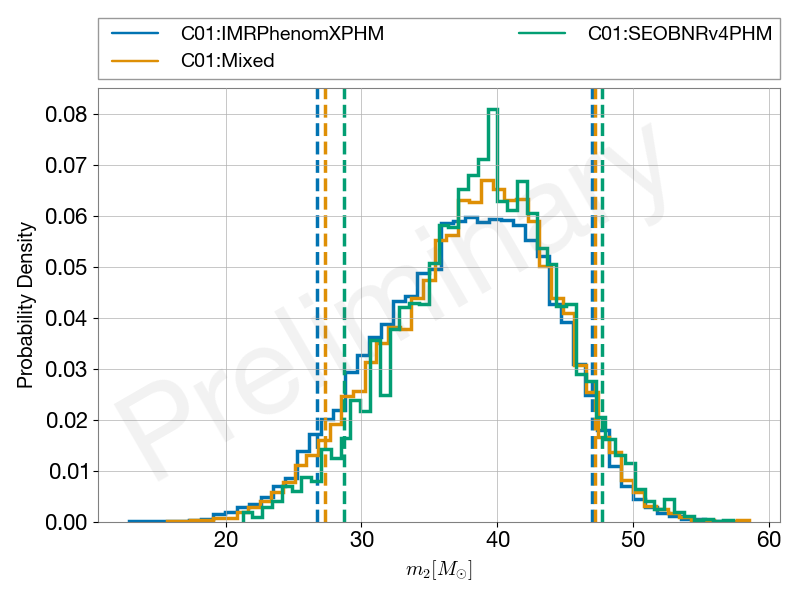 C01:IMRPhenomXPHM
C01:Mixed
C01:SEOBNRv4PHM
0.08
0.07
0.06
0.05
0.04
0.03
0.02
0.01
0.00
Probability Density
Preliminary
20 30 40 50 60
m₂[M☉]